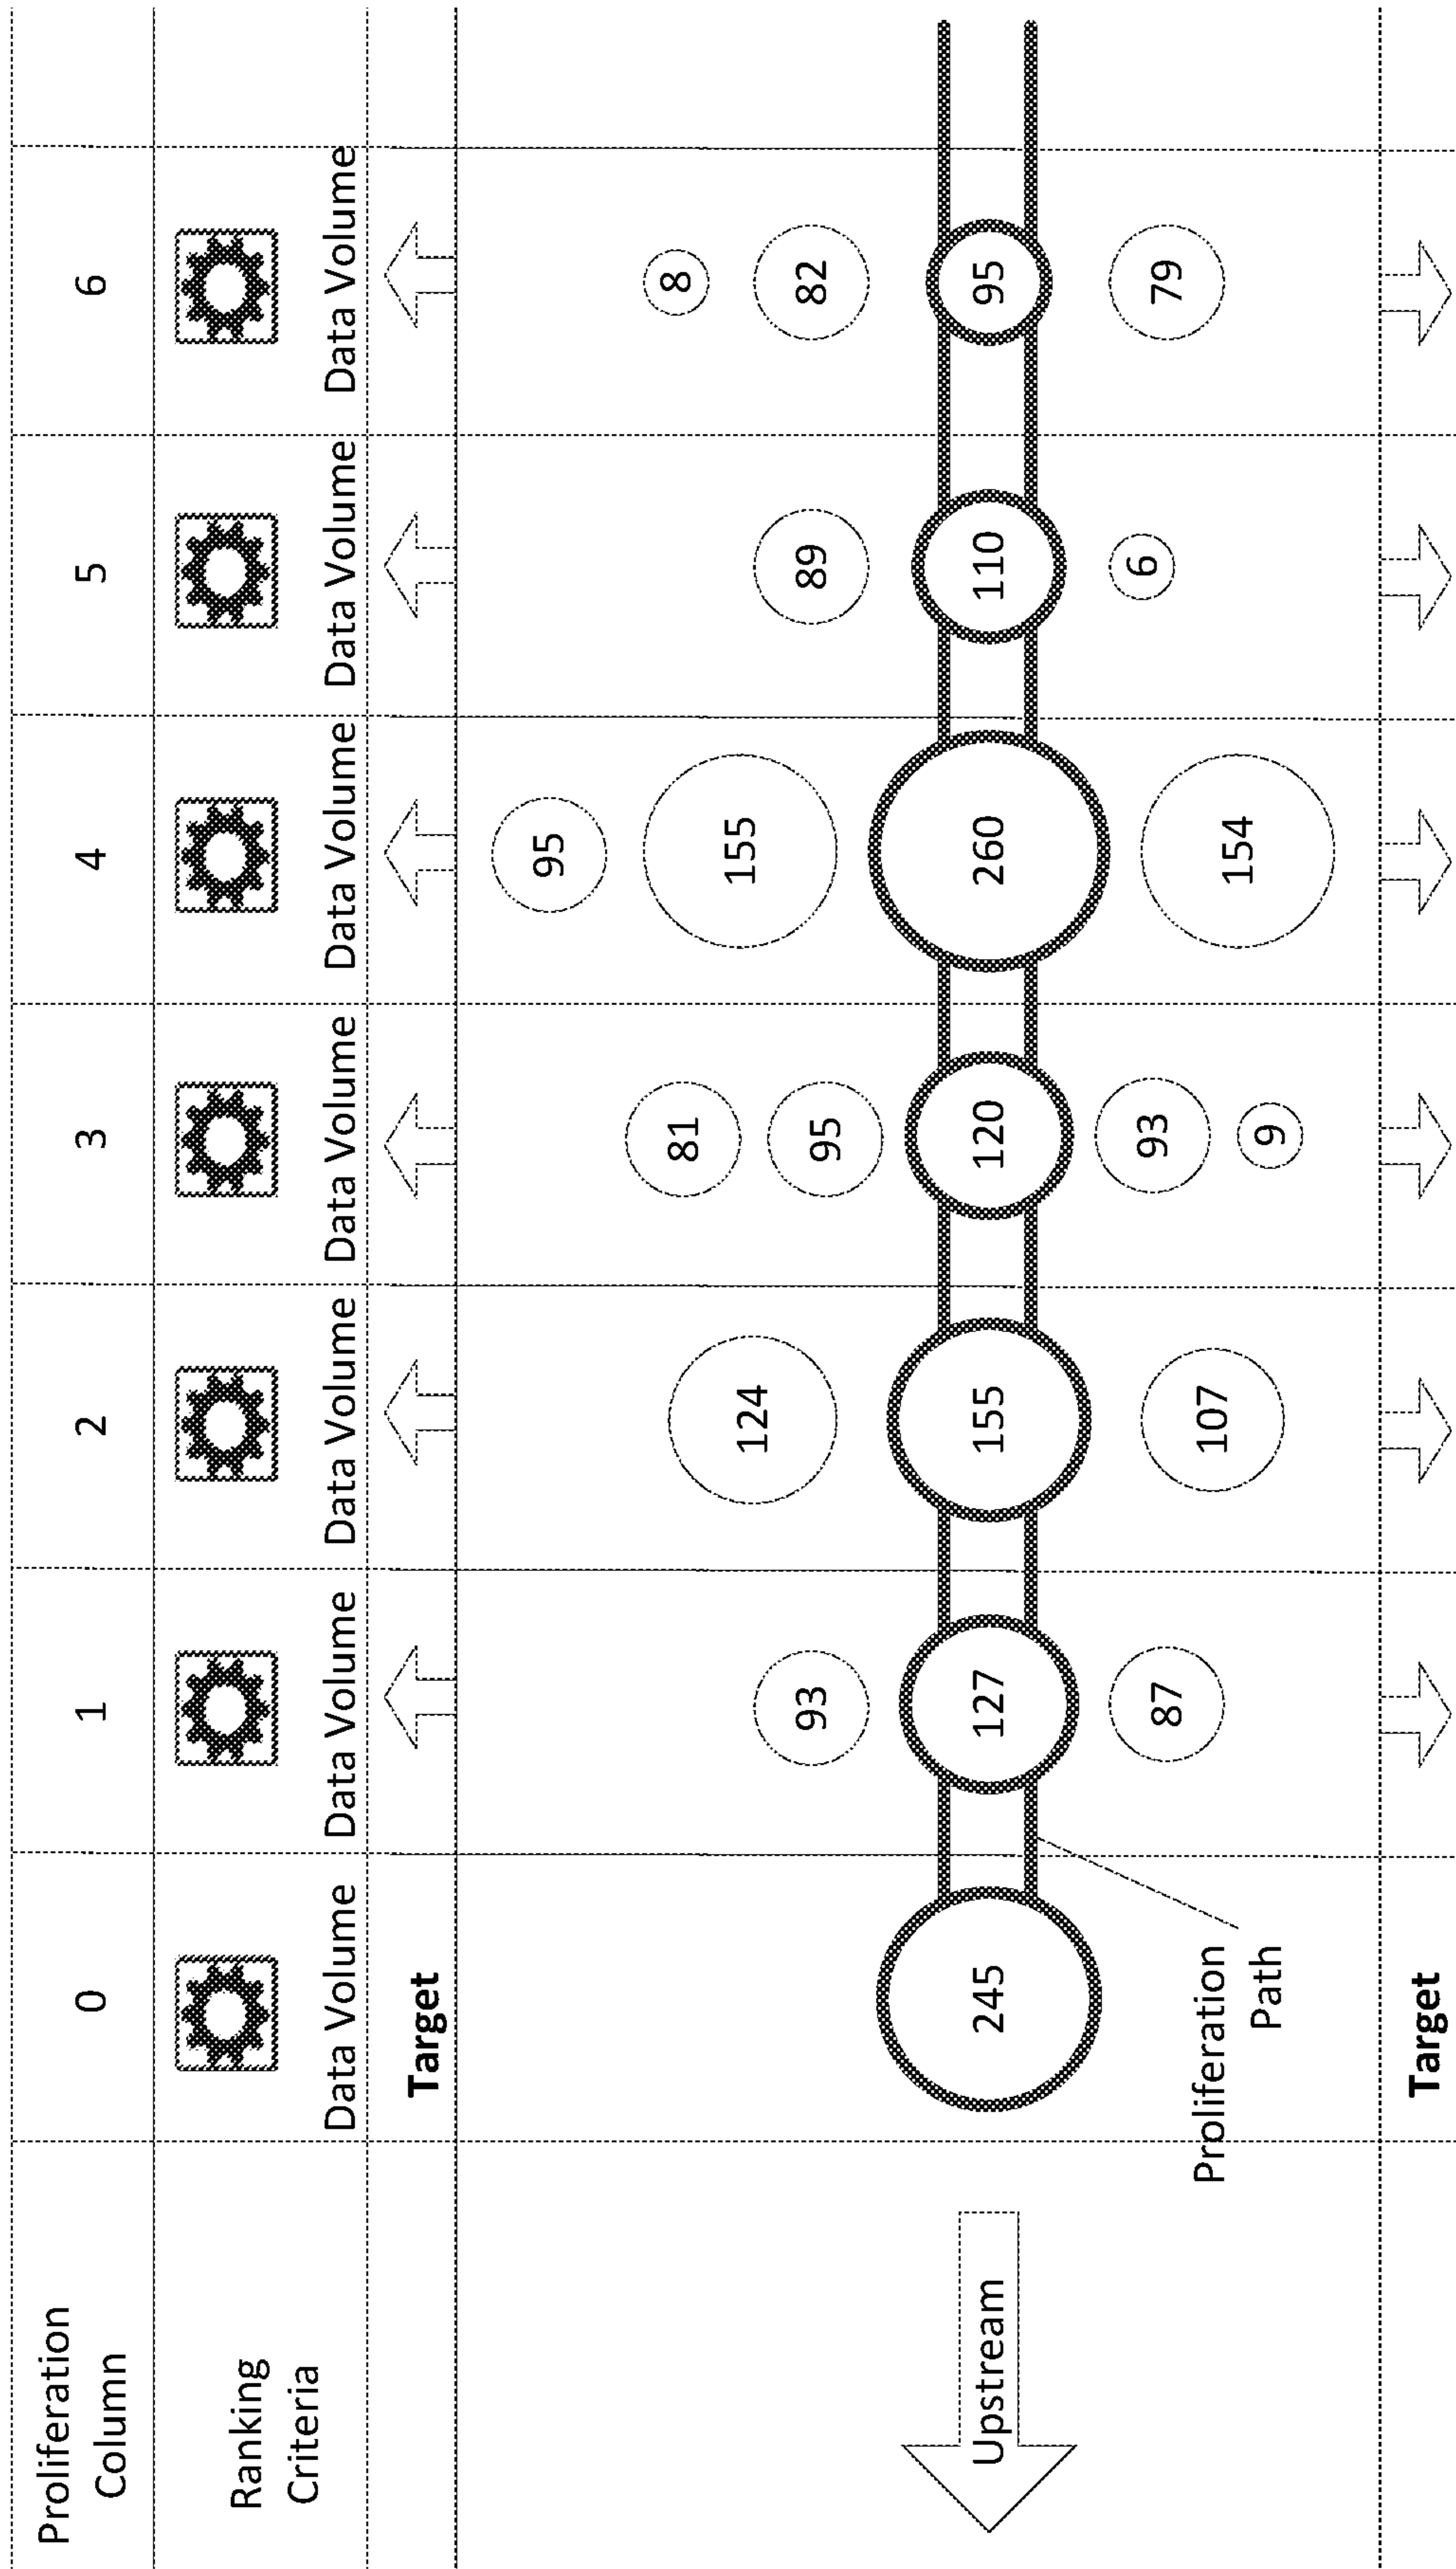 Proliferation
Column
0
1
2
3
4
5
6
Ranking
Criteria
Data Volume
Data Volume
Data Volume
Data Volume
Data Volume
Data Volume
Data Volume
Target
Upstream
245
Proliferation
Path
93
127
87
124
155
107
81
95
120
93
9
95
155
260
154
89
110
6
8
82
95
79
Target